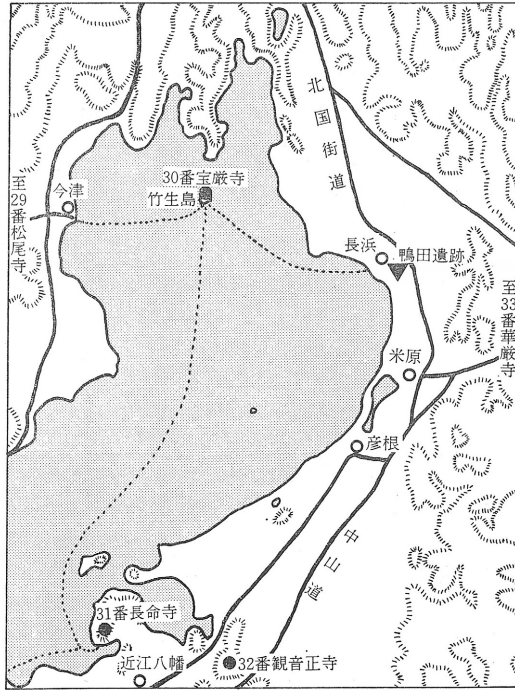 北国街道
30番宝厳寺
竹生島
今津
至29番松尾寺
長浜
鴨田遺跡
至33番華厳寺
米原
彦根
中山道
31番長命寺
近江八幡
32番観音正寺